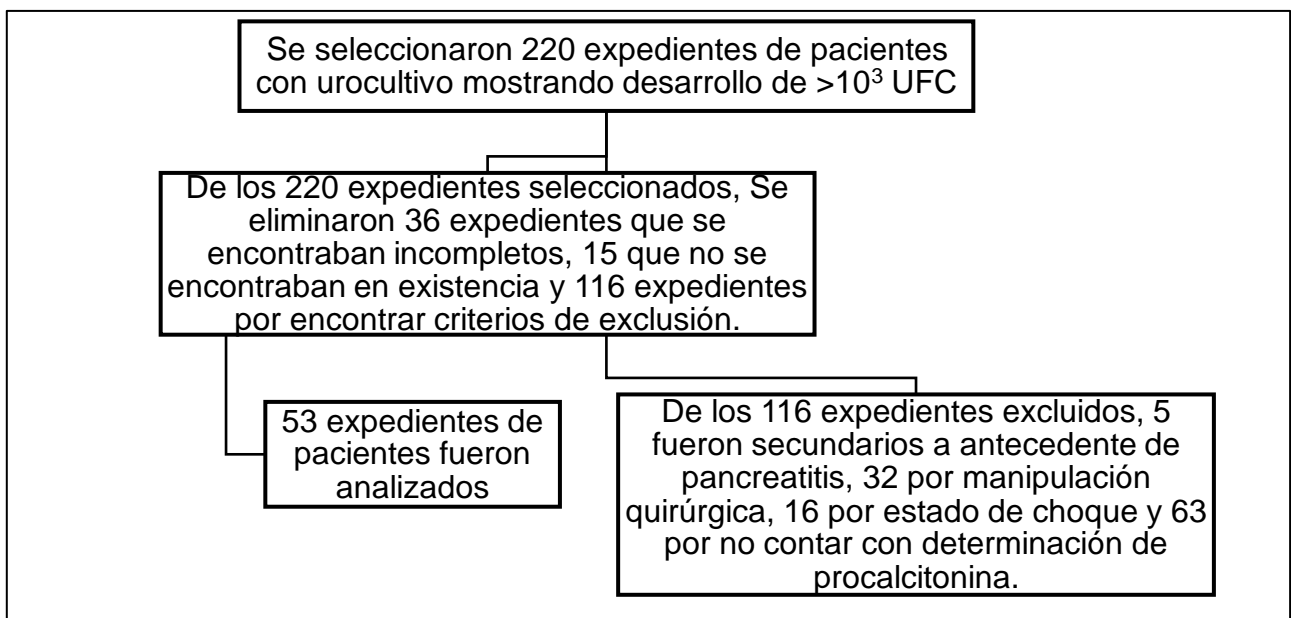 Se seleccionaron 220 expedientes de pacientes
con urocultivo mostrando desarrollo de >10³ UFC
De los 220 expedientes seleccionados, Se
eliminaron 36 expedientes que se
encontraban incompletos, 15 que no se
encontraban en existencia y 116 expedientes
por encontrar criterios de exclusión.
53 expedientes de
pacientes fueron
analizados
De los 116 expedientes excluidos, 5
fueron secundarios a antecedente de
pancreatitis, 32 por manipulación
quirúrgica, 16 por estado de choque y 63
por no contar con determinación de
procalcitonina.